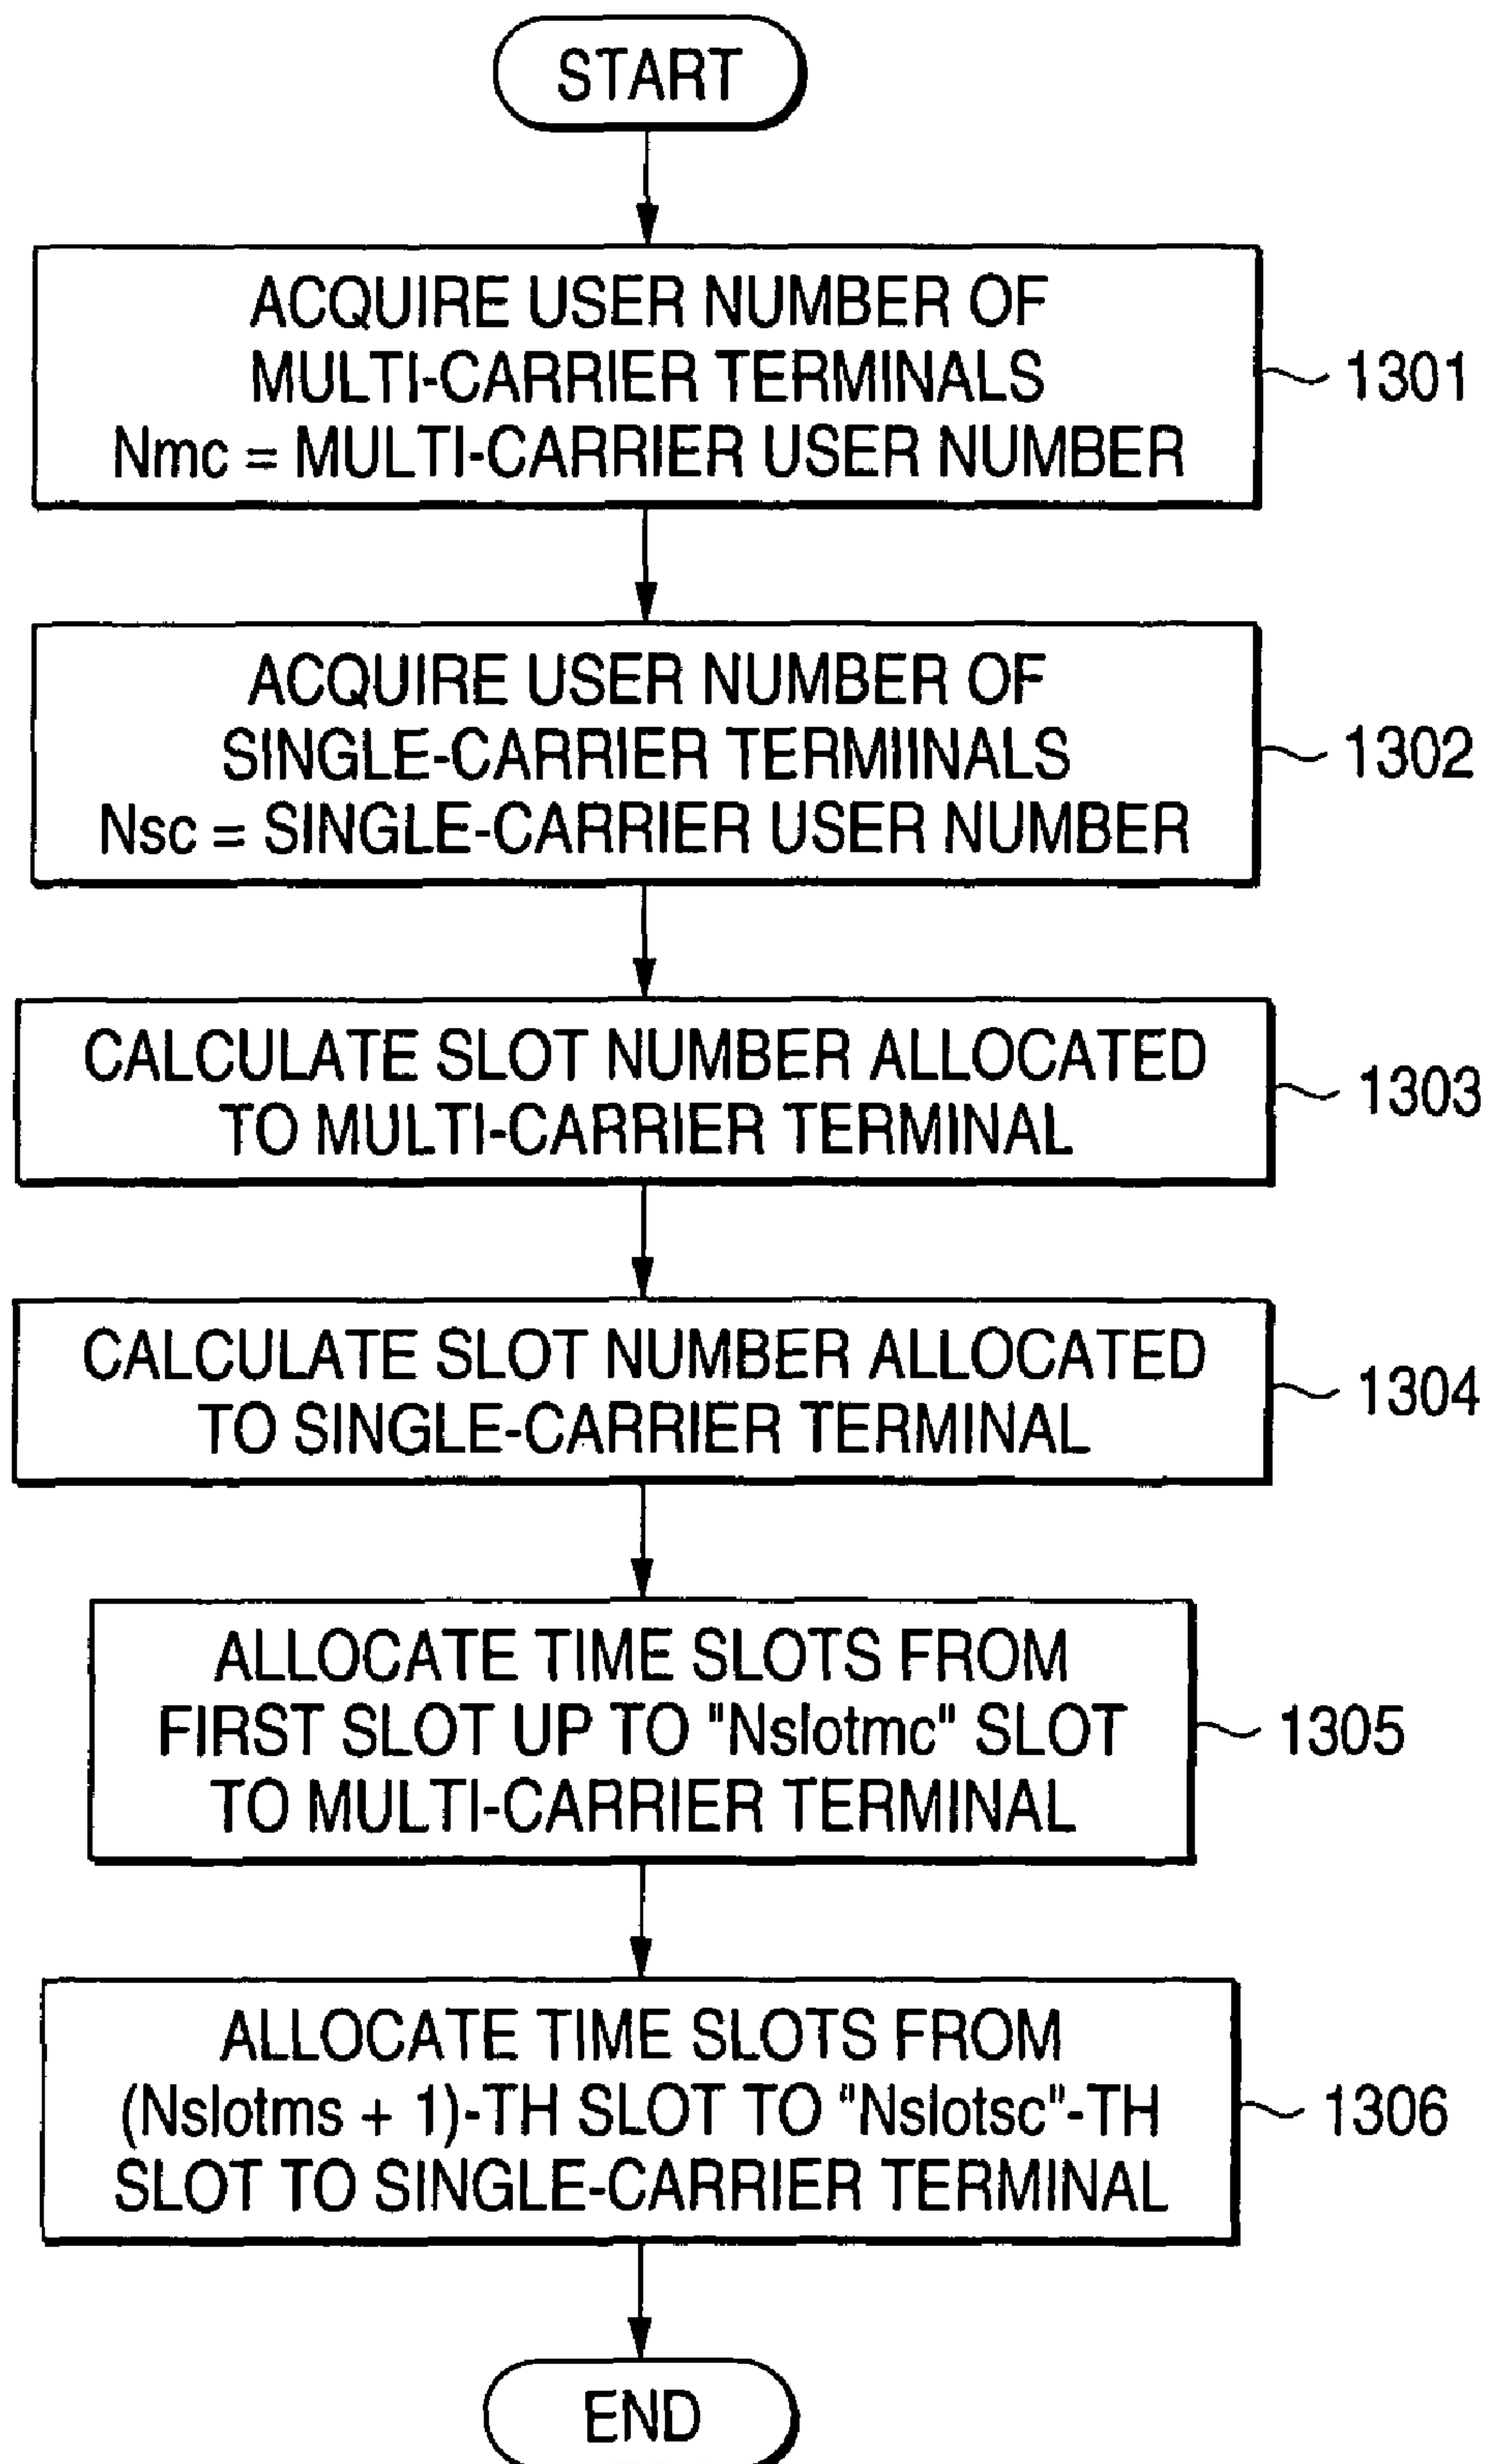 START
ACQUIRE USER NUMBER OF
MULTI-CARRIER TERMINALS
Nmc = MULTI-CARRIER USER NUMBER
1301
ACQUIRE USER NUMBER OF
SINGLE-CARRIER TERMIINALS
Nsc = SINGLE-CARRIER USER NUMBER
1302
CALCULATE SLOT NUMBER ALLOCATED
TO MULTI-CARRIER TERMINAL
1303
CALCULATE SLOT NUMBER ALLOCATED
TO SINGLE-CARRIER TERMINAL
1304
ALLOCATE TIME SLOTS FROM
FIRST SLOT UP TO "Nslotmc" SLOT
TO MULTI-CARRIER TERMINAL
1305
ALLOCATE TIME SLOTS FROM
(Nslotms + 1)-TH SLOT TO "Nslotsc"-TH
SLOT TO SINGLE-CARRIER TERMINAL
1306
END